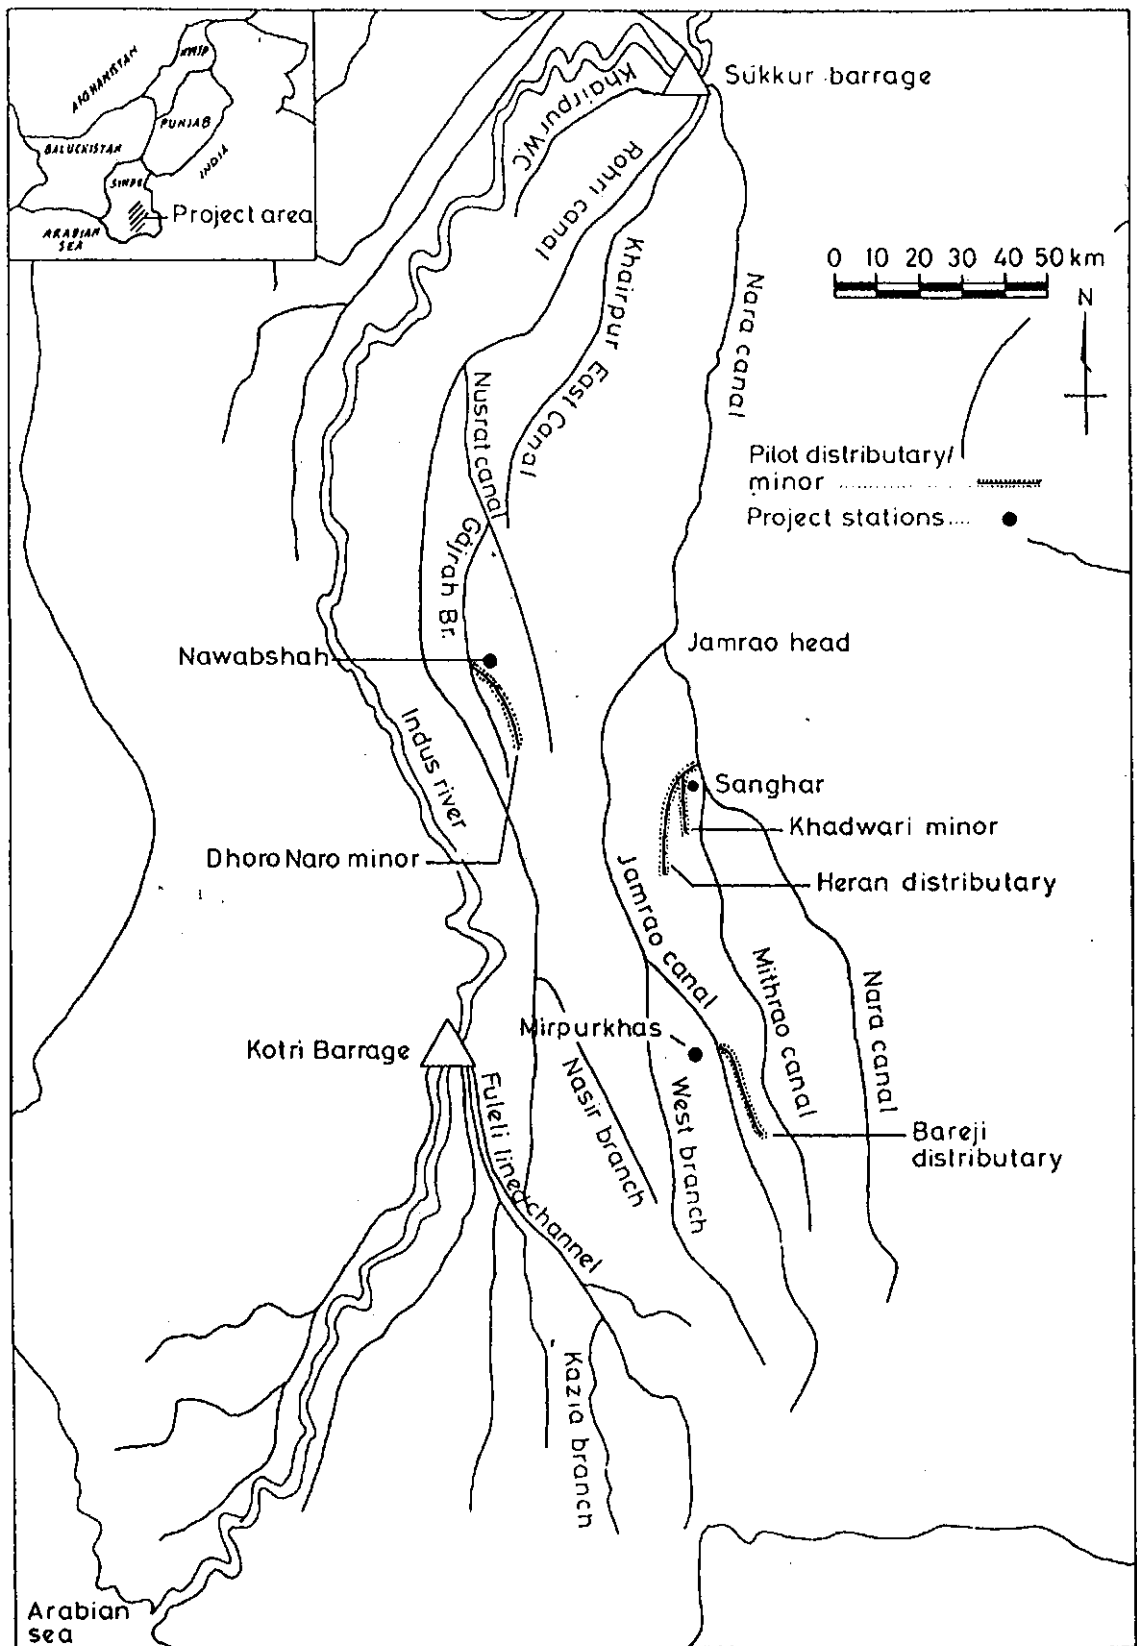 AFGHANISTAN
NWFP
PUNJAB
BALUCKISTAN
INDIA
SINDE
Project area
ARABIAN
SEA
Sukkur barrage
Khairpur W.C
Rohri canal
Khairpur East Canal
Nara canal
0 10 20 30 40 50 km
N
Nusrat canal
Pilot distributary/
minor
Project stations....
Gajrah Br.
Jamrao head
Nawabshah
Indus river
Sanghar
Khadwari minor
Dhoro Naro minor
Heran distributary
Jamrao canal
Mithrao canal
Nara canal
Mirpurkhas
Kotri Barrage
Fuleli lined channel
Nasir branch
West branch
Bareji
distributary
Kazia branch
Arabian
sea